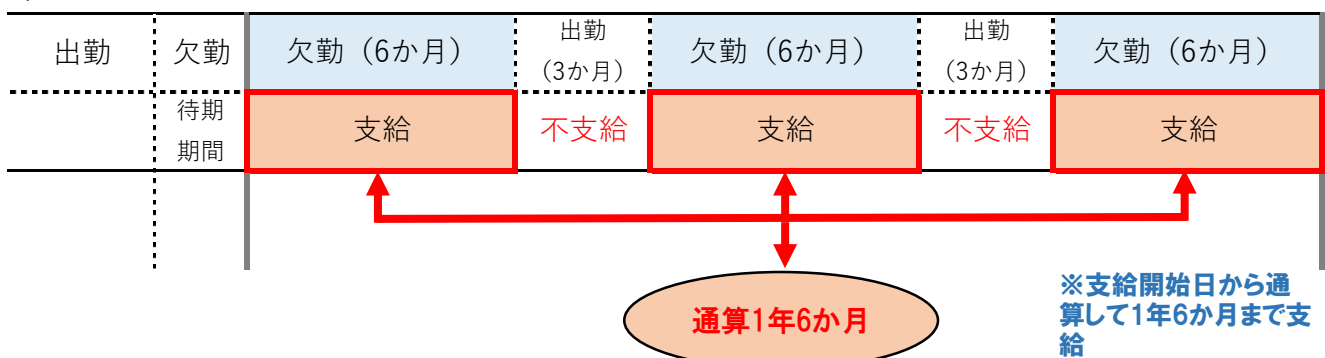 出勤
欠勤
欠勤（6か月）
出勤
（3か月）
欠勤（6か月）
出勤
（3か月）
欠勤（6か月）
待期
期間
支給
不支給
支給
不支給
支給
通算1年6か月
※支給開始日から通
算して1年6か月まで支
給